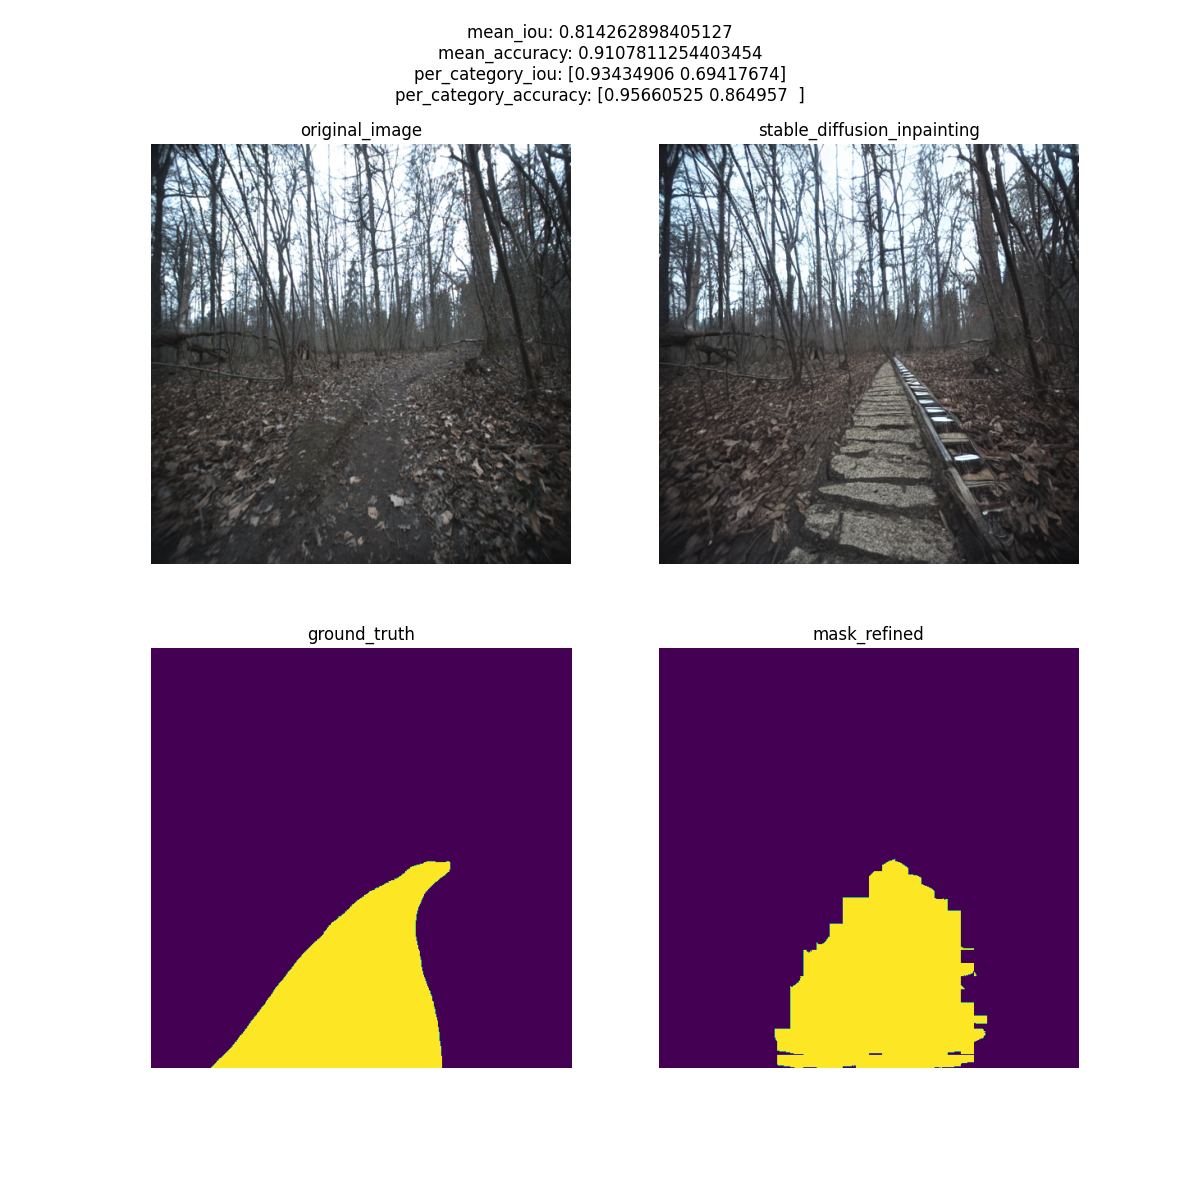 mean_iou: 0.814262898405127
mean_accuracy: 0.9107811254403454
per_category_iou: [0.93434906 0.69417674]
per_category_accuracy: [0.95660525 0.864957  ]
original_image
stable_diffusion_inpainting
ground_truth
mask_refined